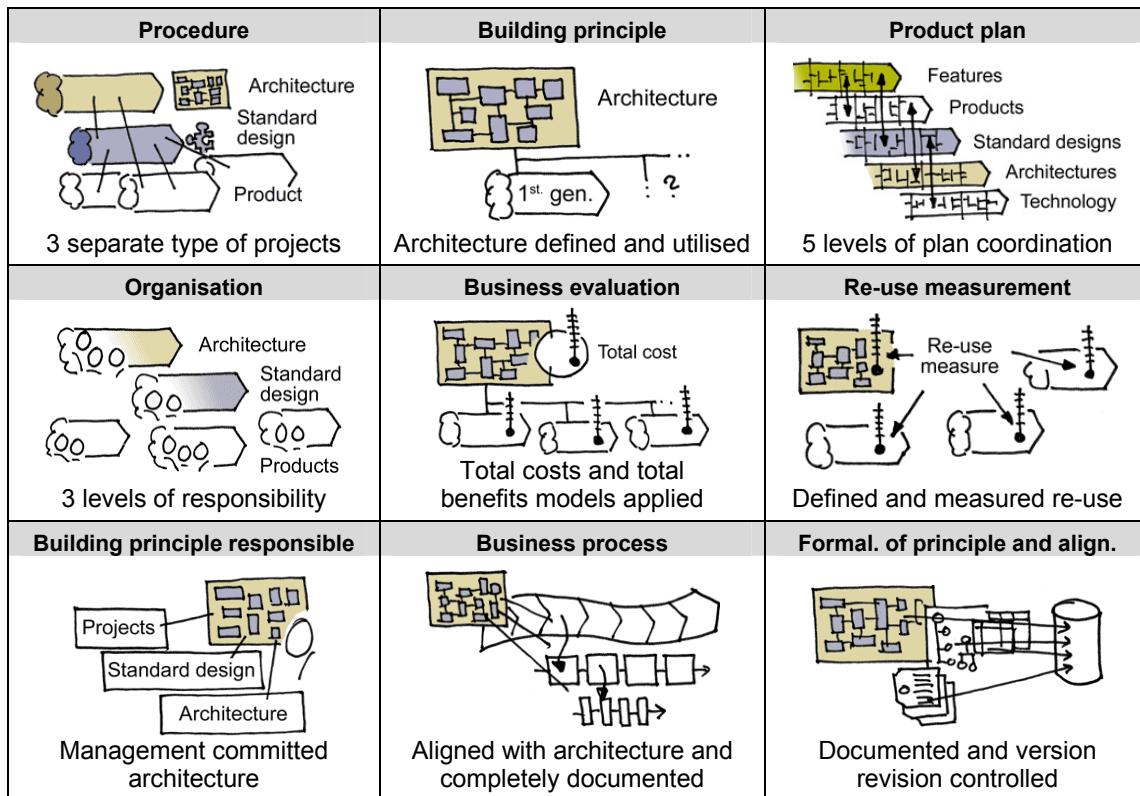 Procedure
Architecture
Standard
design
Product
3 separate type of projects
Building principle
Architecture
1st. gen.
?
Architecture defined and utilised
Product plan
Features
Products
Standard designs
Architectures
Technology
5 levels of plan coordination
Organisation
Architecture
Standard
design
Products
3 levels of responsibility
Business evaluation
Total cost
Total costs and total
benefits models applied
Re-use measurement
Re-use
measure
Defined and measured re-use
Building principle responsible
Projects
Standard design
Architecture
Management committed
architecture
Business process
Aligned with architecture and
completely documented
Formal. of principle and align.
Documented and version
revision controlled